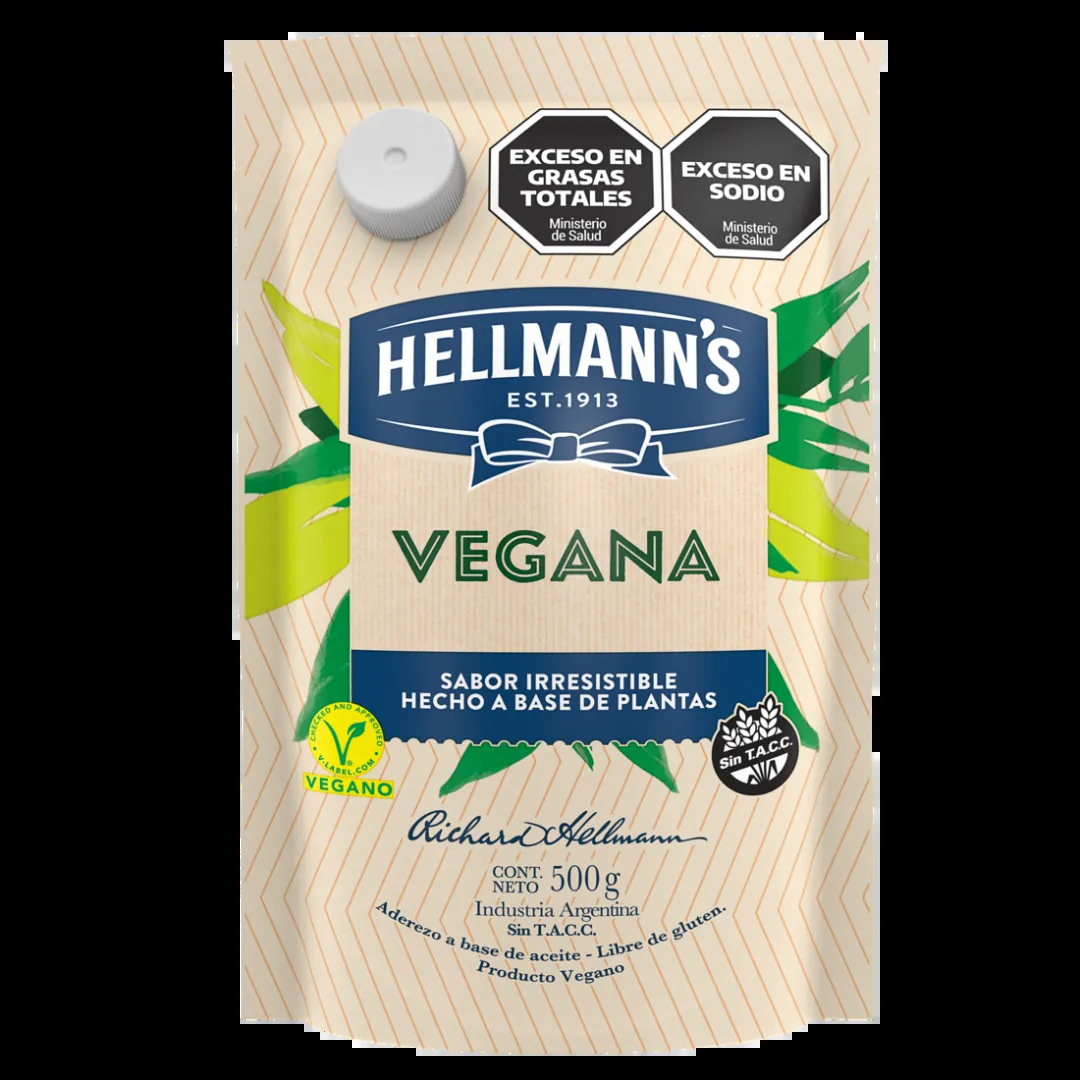 EXCESO EN
GRASAS
TOTALES
Ministerio
de Salud
EXCESO EN
SODIO
Ministerio
de Salud
HELLMANN'S
EST.1913
VEGANA
SABOR IRRESISTIBLE
HECHO A BASE DE PLANTAS
CHECKED AND APPROVED
V-LABEL.COM
VEGANO
Sin T.A.C.C.
Richard Hellmann
CONT.
NETO 500 g
Industria Argentina
Sin T.A.C.C.
Aderezo a base de aceite - Libre de gluten.
Producto Vegano